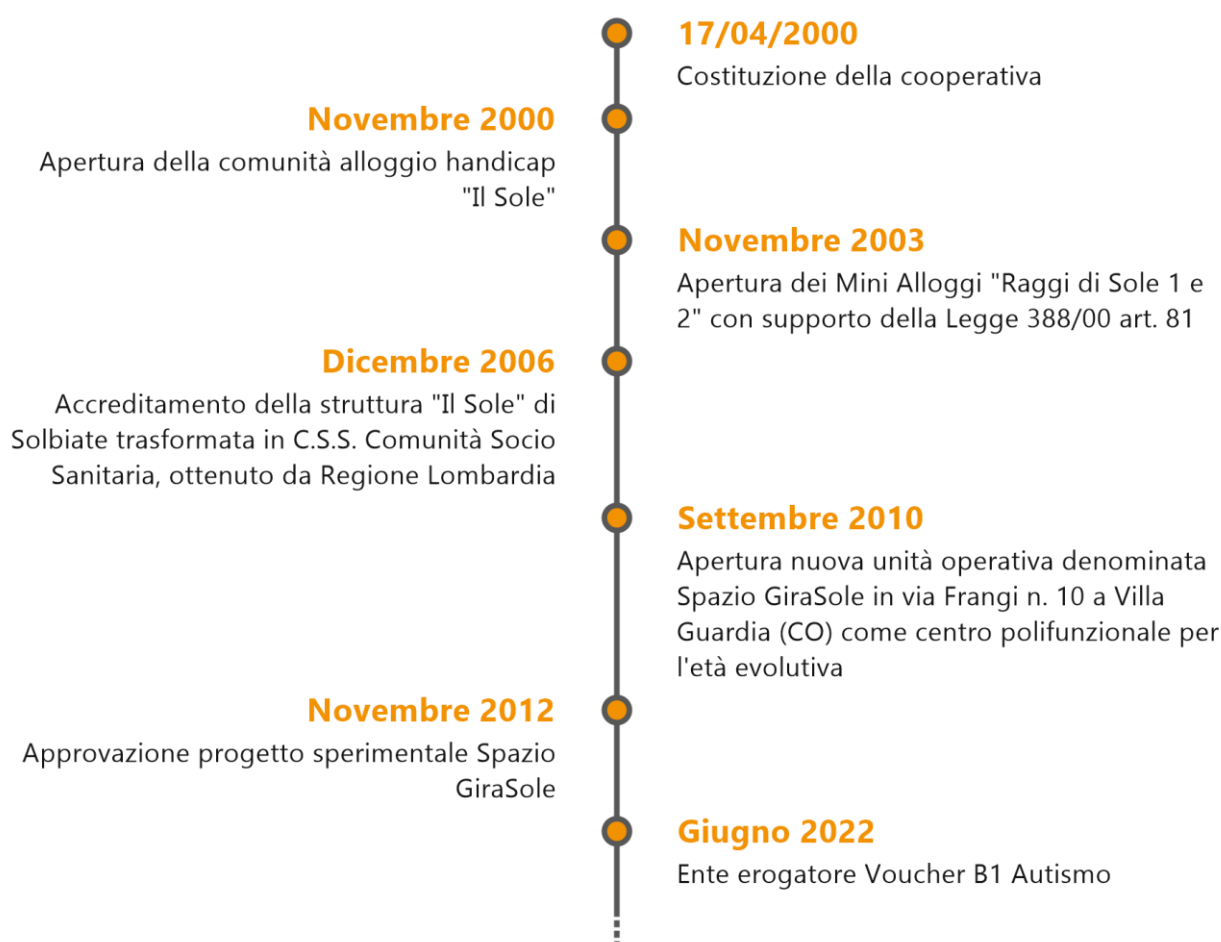 17/04/2000
Costituzione della cooperativa
Novembre 2000
Apertura della comunità alloggio handicap
"Il Sole"
Novembre 2003
Apertura dei Mini Alloggi "Raggi di Sole 1 e
2" con supporto della Legge 388/00 art. 81
Dicembre 2006
Accreditamento della struttura "Il Sole" di
Solbiate trasformata in C.S.S. Comunità Socio
Sanitaria, ottenuto da Regione Lombardia
Settembre 2010
Apertura nuova unità operativa denominata
Spazio GiraSole in via Frangi n. 10 a Villa
Guardia (CO) come centro polifunzionale per
l'età evolutiva
Novembre 2012
Approvazione progetto sperimentale Spazio
GiraSole
Giugno 2022
Ente erogatore Voucher B1 Autismo